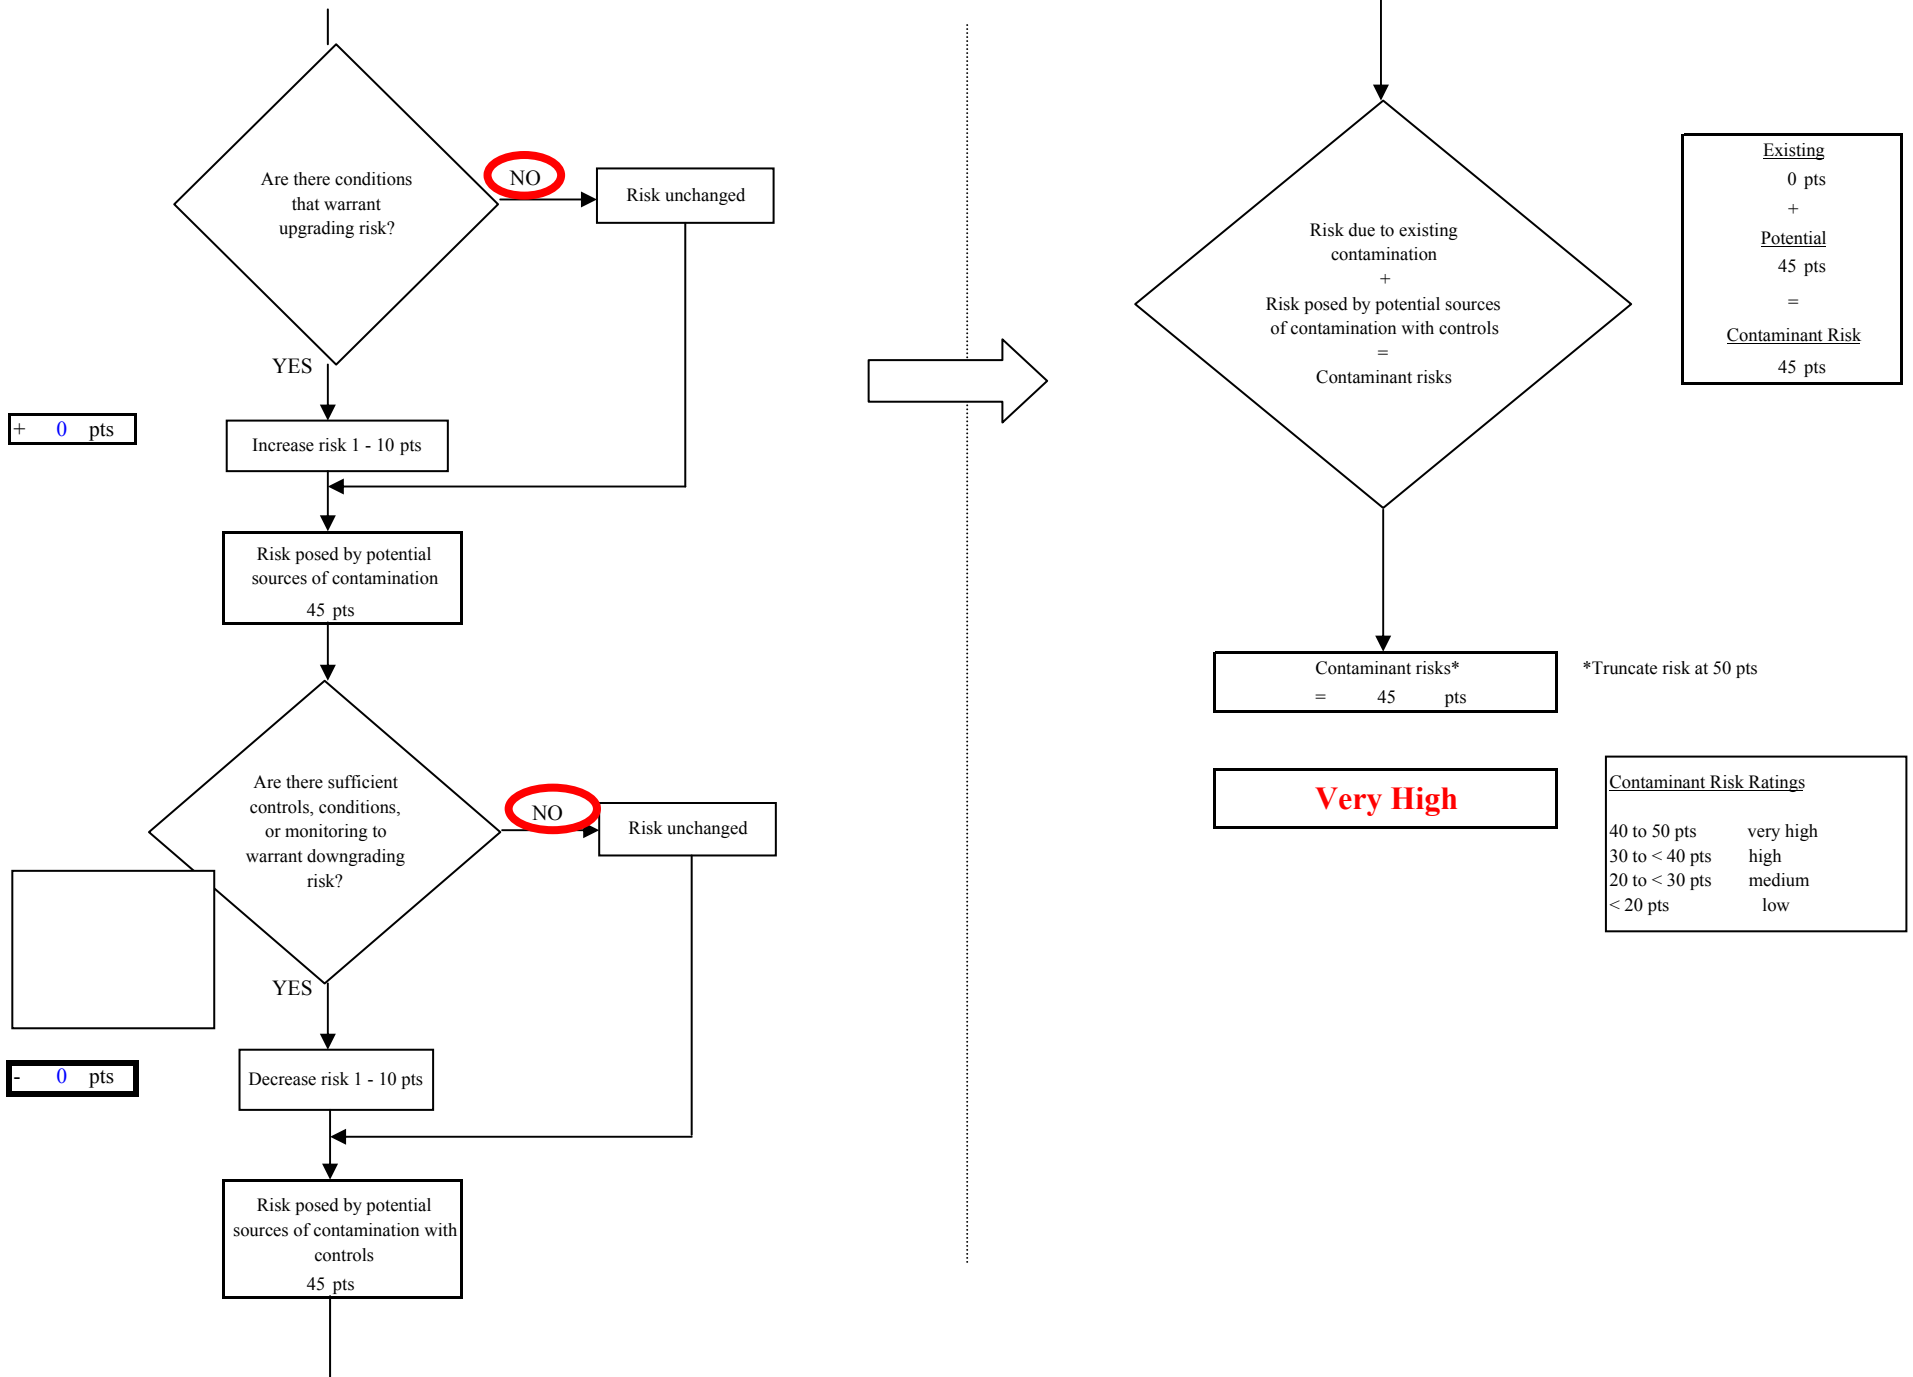 Are there conditions
that warrant
upgrading risk?
NO
Risk unchanged
YES
+ 0 pts
Increase risk 1 - 10 pts
Risk posed by potential
sources of contamination
45 pts
Are there sufficient
controls, conditions,
or monitoring to
warrant downgrading
risk?
NO
Risk unchanged
YES
- 0 pts
Decrease risk 1 - 10 pts
Risk posed by potential
sources of contamination with
controls
45 pts
Risk due to existing
contamination
+
Risk posed by potential sources
of contamination with controls
=
Contaminant risks
Existing
0 pts
+
Potential
45 pts
=
Contaminant Risk
45 pts
Contaminant risks*
= 45 pts
*Truncate risk at 50 pts
Very High
Contaminant Risk Ratings
40 to 50 pts very high
30 to < 40 pts high
20 to < 30 pts medium
< 20 pts low